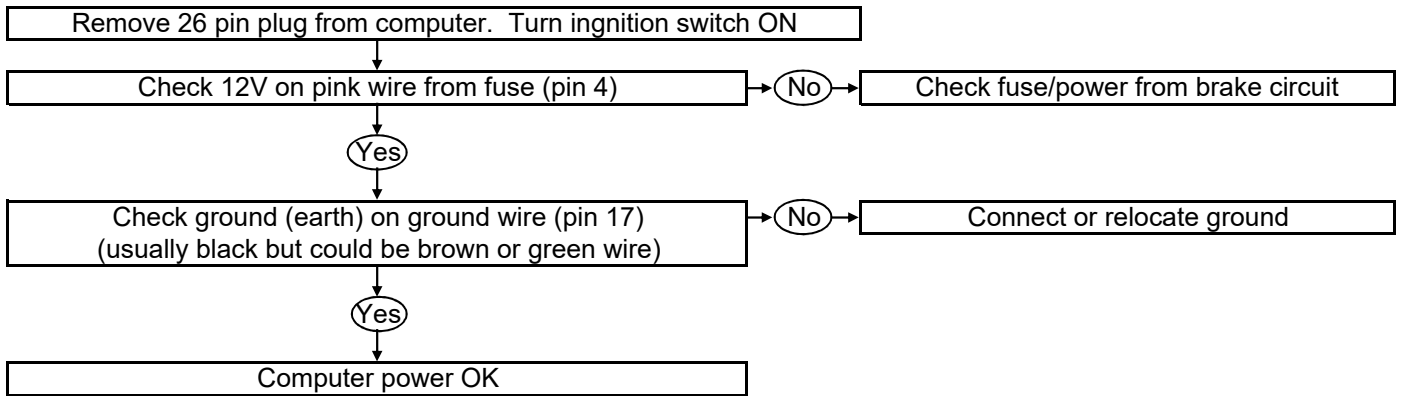 Remove 26 pin plug from computer.  Turn ingnition switch ON
Check 12V on pink wire from fuse (pin 4)
No
Check fuse/power from brake circuit
Yes
Check ground (earth) on ground wire (pin 17)
(usually black but could be brown or green wire)
No
Connect or relocate ground
Yes
Computer power OK